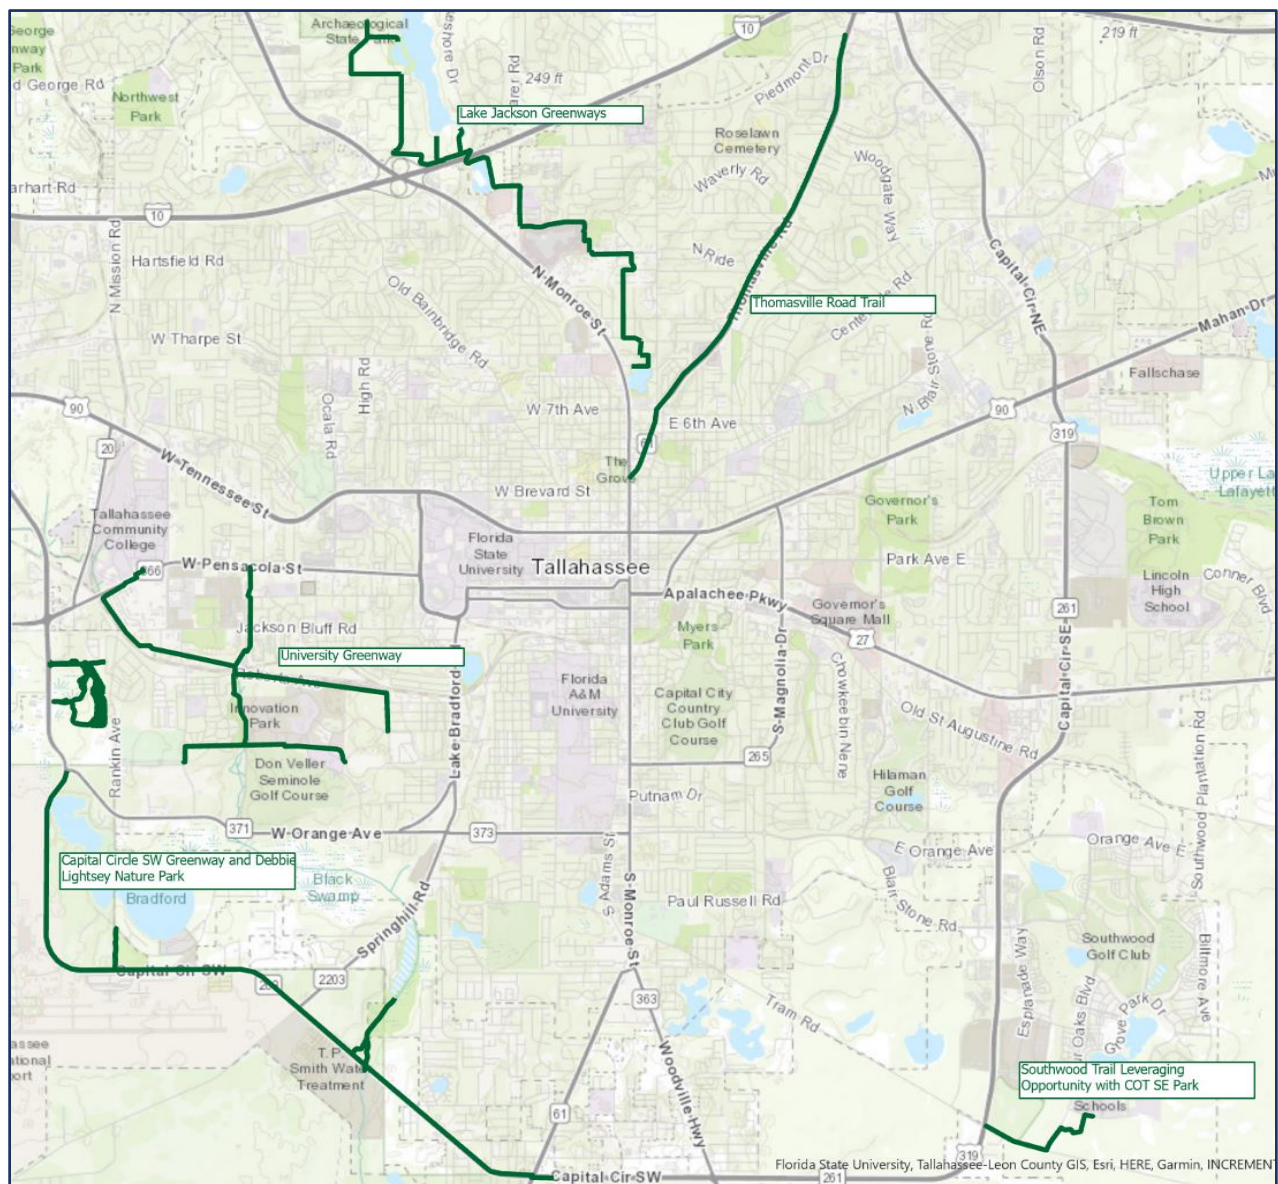 Archaeological
State Park
10
219 ft
Olson Rd
George
nway
Park
d George Rd
Northwest
Park
249 ft
Piedmont Dr
Lake Jackson Greenways
Roselawn
Cemetery
Woodgate Way
Waverly Rd
arhart Rd
10
N Mission Rd
Hartsfield Rd
N Ride
Capital Cir NE
Old Bainbridge Rd
N Monroe St
Thomasville Rd
Thomasville Road Trail
Mahan Dr
W Tharpe St
High Rd
N Blair Stone Rd
Fallschase
90
Ocala Rd
W 7th Ave
E 6th Ave
90
319
20
W Tennessee St
The
Grove
W Brevard St
Governor's
Park
Upper La
Lafayett
Tallahassee
Community
College
Tom
Brown
Park
Florida
State
University
Tallahassee
Park Ave E
366
W Pensacola St
Lincoln
High
School
Conner Blvd
Apalachee Pkwy
Governor's
Square Mall
261
Jackson Bluff Rd
Myers
Park
27
University Greenway
Roberts Ave
Lake Bradford
Florida
A&M
University
Capital City
Country
Club Golf
Course
S Magnolia Dr
Chowkeebin Nene
Capital Cir SE
Innovation
Park
Old St Augustine Rd
Rankin Ave
265
Southwood Plantation Rd
Don Veller
Seminole
Golf Course
Hilaman
Golf
Course
Putnam Dr
371
W Orange Ave
373
S Adams St
E Orange Ave
Orange Ave E
Capital Circle SW Greenway and Debbie
Lightsey Nature Park
Black
Swamp
Bradford
Springhill Rd
S Monroe St
Paul Russell Rd
Blair Stone Rd
Southwood
Golf Club
Capital Cir SW
2203
363
Tram Rd
Esplanade Way
Grove Park Dr
Biltmore Ave
T. P.
Smith Water
Treatment
Woodville Hwy
Southwood Trail Leveraging
Opportunity with COT SE Park
Schools
61
319
Capital Cir SW
261
Florida State University, Tallahassee-Leon County GIS, Esri, HERE, Garmin, INCREMENT